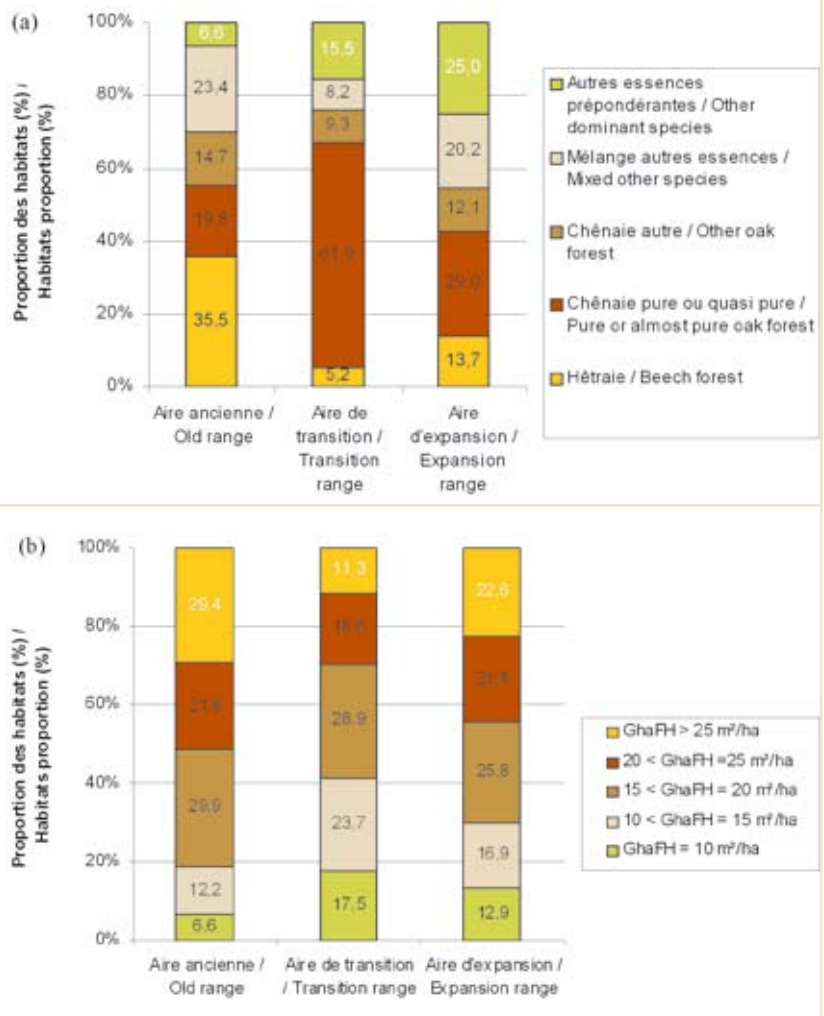 (a)
Proportion des habitats (%) /
Habitats proportion (%)
100%
80%
60%
40%
20%
0%
6,6
23,4
14,7
19,8
35,5
15,5
8,2
9,3
61,9
5,2
25,0
20,2
12,1
29,0
13,7
Aire ancienne /
Old range
Aire de
transition /
Transition
range
Aire
d'expansion /
Expansion
range
Autres essences
prépondérantes / Other
dominant species
Mélange autres essences /
Mixed other species
Chênaie autre / Other oak
forest
Chênaie pure ou quasi pure /
Pure or almost pure oak forest
Hêtraie / Beech forest
(b)
Proportion des habitats (%) /
Habitats proportion (%)
100%
80%
60%
40%
20%
0%
29,4
29,9
12,2
6,6
11,3
28,9
23,7
17,5
22,6
25,8
16,9
12,9
Aire ancienne /
Old range
Aire de transition
/ Transition range
Aire d'expansion /
Expansion range
GhaFH > 25 m²/ha
20 < GhaFH =25 m²/ha
15 < GhaFH = 20 m²/ha
10 < GhaFH = 15 m²/ha
GhaFH = 10 m²/ha